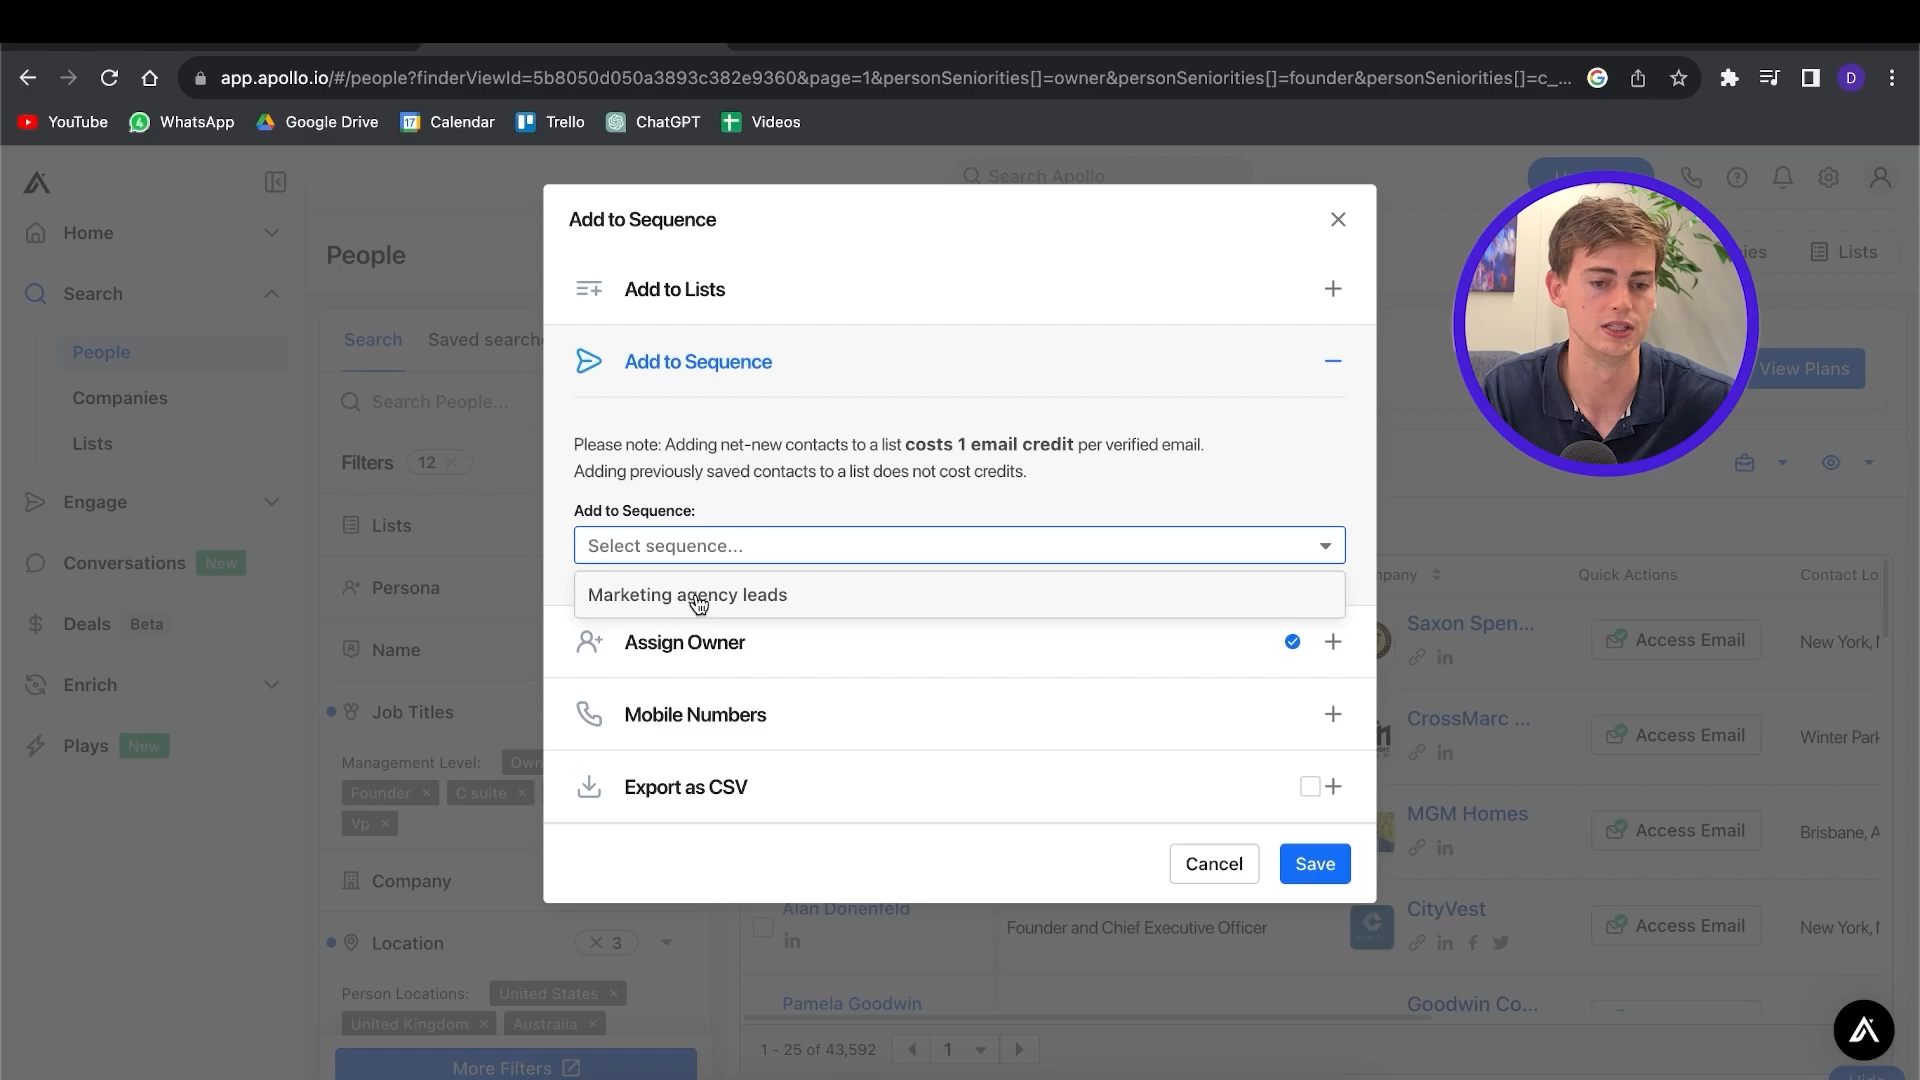 app.apollo.io/#/people?finderViewId=5b8050d050a3893c382e9360&page=1&personSeniorities[]=owner&personSeniorities[]=founder&personSeniorities[]=c_...
D
YouTube
WhatsApp
Google Drive
17
Calendar
Trello
ChatGPT
Videos
Search Apollo
Home
Search
People
Companies
Lists
Engage
Conversations New
Deals Beta
Enrich
Plays New
People
Lists
Search
View Plans
Search People...
Filters 12
Lists
Persona
Name
Job Titles
Management Level:
Founder
C suite
Vp
Company
Location
3
Person Locations:
United States
United Kingdom
Australia
More Filters
Add to Sequence
Add to Lists
Add to Sequence
Please note: Adding net-new contacts to a list costs 1 email credit per verified email.
Adding previously saved contacts to a list does not cost credits.
Add to Sequence:
Select sequence...
Marketing agency leads
Assign Owner
Mobile Numbers
Export as CSV
Cancel
Save
Quick Actions
Contact Lo
Saxon Spen...
Access Email
New York,
CrossMarc ...
Access Email
Winter Park
MGM Homes
Access Email
Brisbane, A
Alan Donenfeld
Founder and Chief Executive Officer
CityVest
Access Email
New York,
Pamela Goodwin
Goodwin Co...
1 - 25 of 43,592
1